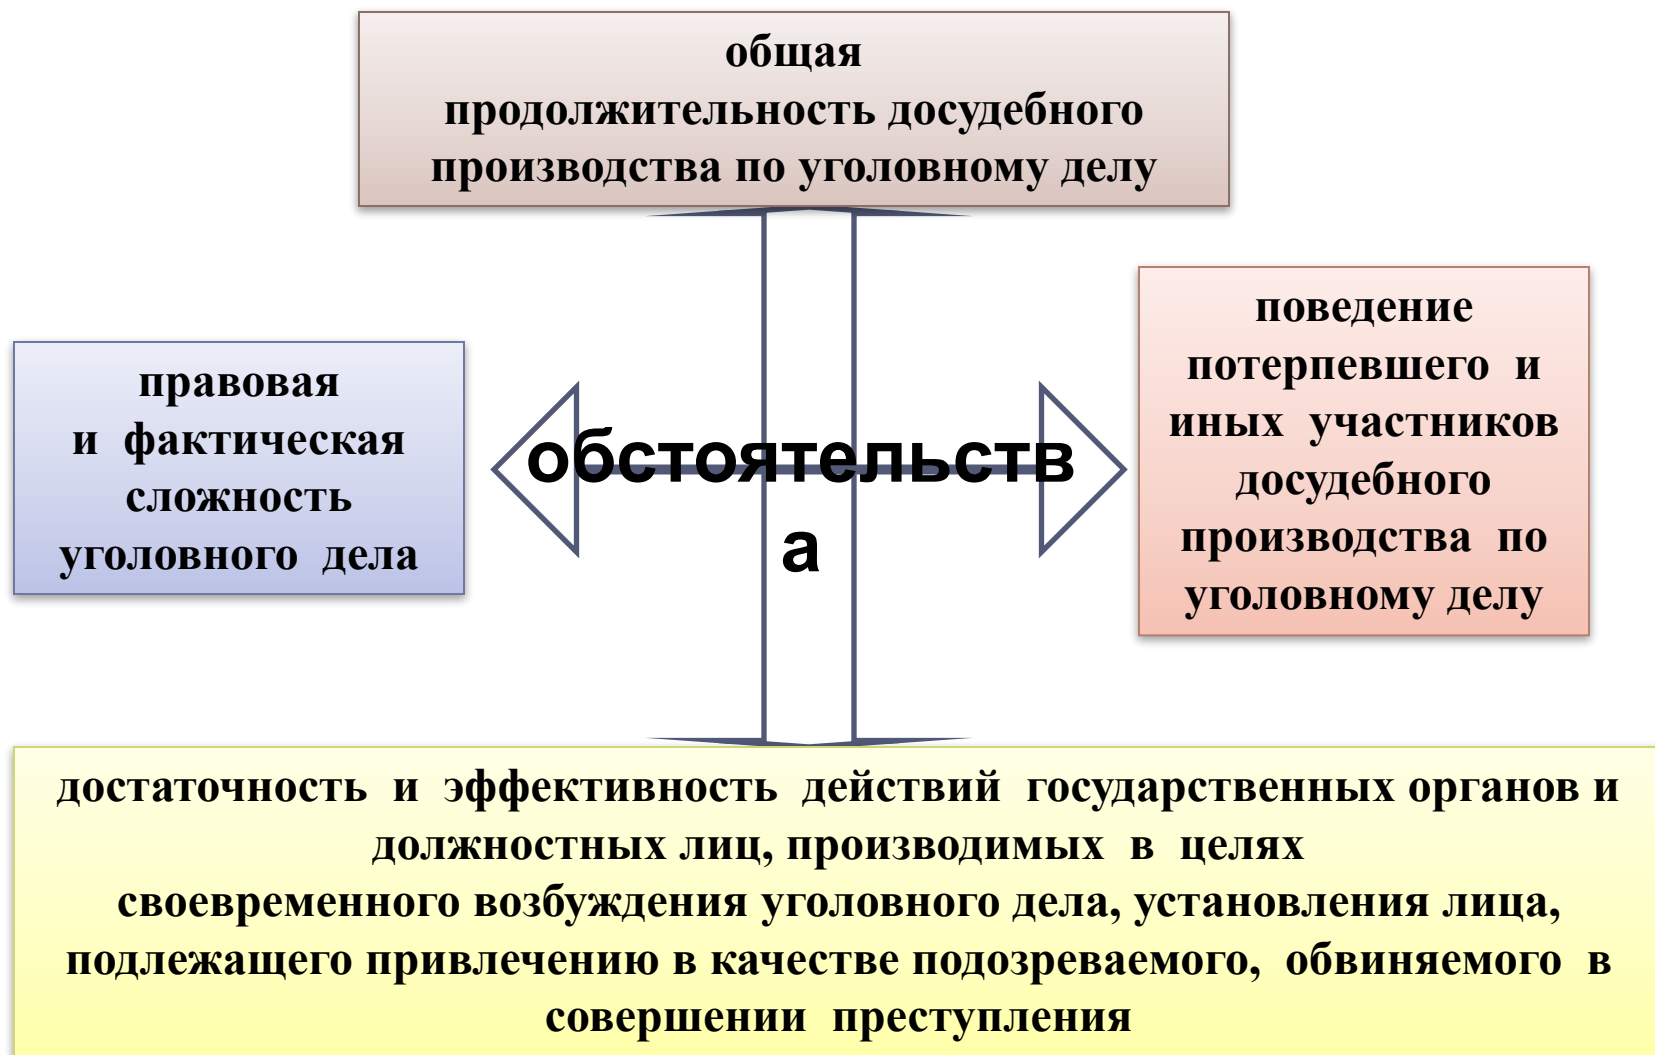 общая
продолжительность досудебного
производства по уголовному делу
правовая
и фактическая
сложность
уголовного дела
обстоятельств
а
поведение
потерпевшего и
иных участников
досудебного
производства по
уголовному делу
достаточность и эффективность действий государственных органов и
должностных лиц, производимых в целях
своевременного возбуждения уголовного дела, установления лица,
подлежащего привлечению в качестве подозреваемого, обвиняемого в
совершении преступления